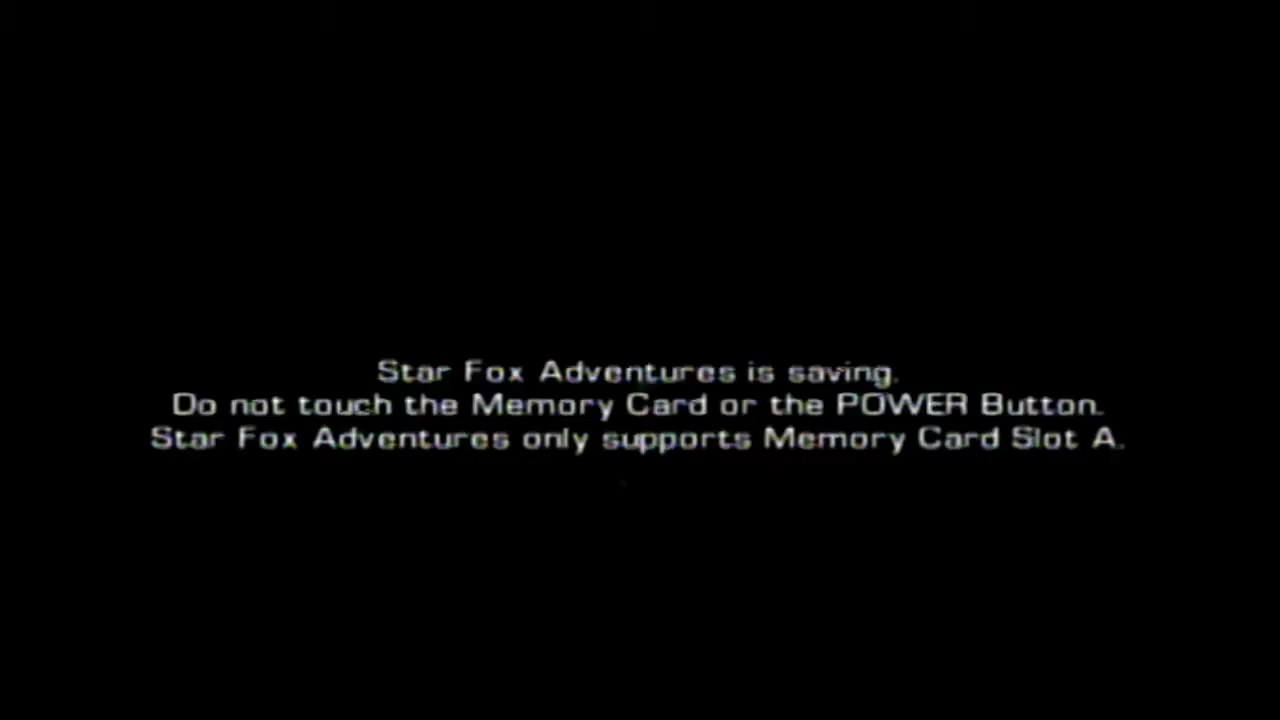 Star Fox Adventures is saving.
Do not touch the Memory Card or the POWER Button.
Star Fox Adventures only supports Memory Card Slot A.